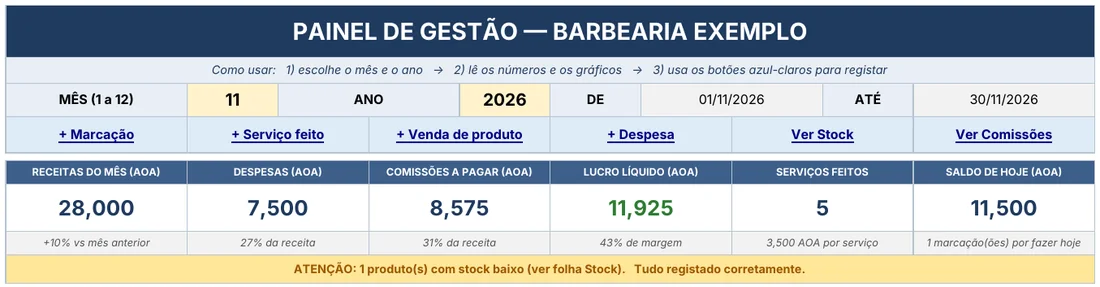 PAINEL DE GESTÃO — BARBEARIA EXEMPLO
Como usar: 1) escolhe o mês e o ano → 2) lê os números e os gráficos → 3) usa os botões azul-claros para registar
MÊS (1 a 12) 11 ANO 2026 DE 01/11/2026 ATÉ 30/11/2026
+ Marcação + Serviço feito + Venda de produto + Despesa Ver Stock Ver Comissões
RECEITAS DO MÊS (AOA) DESPESAS (AOA) COMISSÕES A PAGAR (AOA) LUCRO LÍQUIDO (AOA) SERVIÇOS FEITOS SALDO DE HOJE (AOA)
28,000 7,500 8,575 11,925 5 11,500
+10% vs mês anterior 27% da receita 31% da receita 43% de margem 3,500 AOA por serviço 1 marcação(ões) por fazer hoje
ATENÇÃO: 1 produto(s) com stock baixo (ver folha Stock). Tudo registado corretamente.